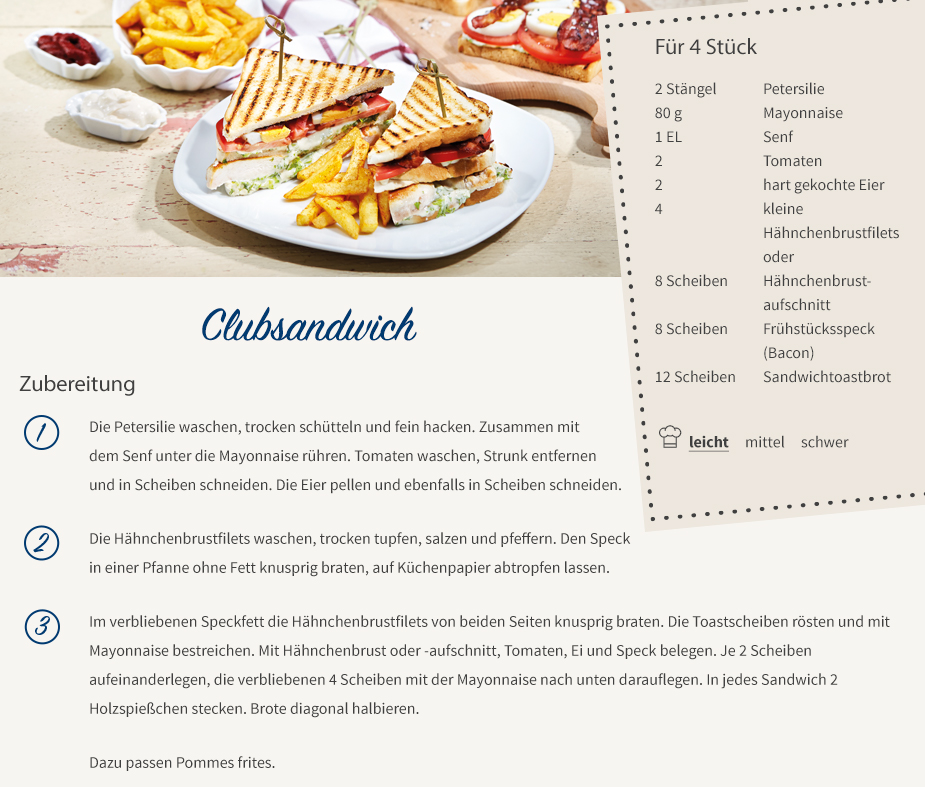 Für 4 Stück
2 Stängel Petersilie
80 g Mayonnaise
1 EL Senf
2 Tomaten
2 hart gekochte Eier
4 kleine
Hähnchenbrustfilets
oder
8 Scheiben Hähnchenbrust-
aufschnitt
8 Scheiben Frühstücksspeck
(Bacon)
12 Scheiben Sandwichtoastbrot
leicht mittel schwer
Clubsandwich
Zubereitung
1 Die Petersilie waschen, trocken schütteln und fein hacken. Zusammen mit
dem Senf unter die Mayonnaise rühren. Tomaten waschen, Strunk entfernen
und in Scheiben schneiden. Die Eier pellen und ebenfalls in Scheiben schneiden.
2 Die Hähnchenbrustfilets waschen, trocken tupfen, salzen und pfeffern. Den Speck
in einer Pfanne ohne Fett knusprig braten, auf Küchenpapier abtropfen lassen.
3 Im verbliebenen Speckfett die Hähnchenbrustfilets von beiden Seiten knusprig braten. Die Toastscheiben rösten und mit
Mayonnaise bestreichen. Mit Hähnchenbrust oder -aufschnitt, Tomaten, Ei und Speck belegen. Je 2 Scheiben
aufeinanderlegen, die verbliebenen 4 Scheiben mit der Mayonnaise nach unten darauflegen. In jedes Sandwich 2
Holzspießchen stecken. Brote diagonal halbieren.
Dazu passen Pommes frites.